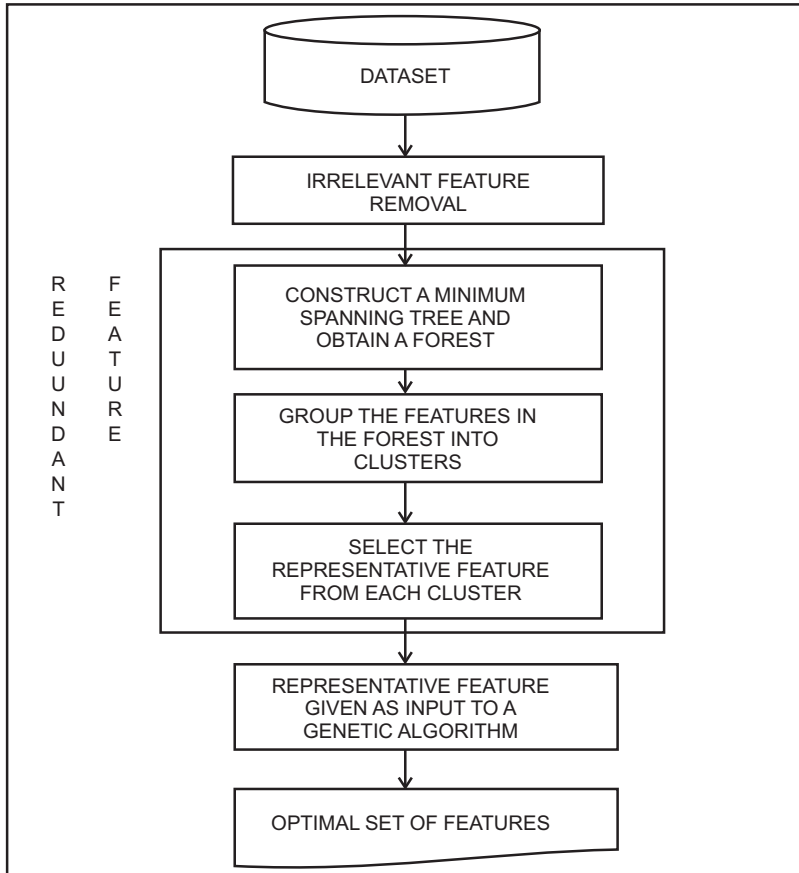 DATASET
IRRELEVANT FEATURE
REMOVAL
REDUUNDANT
FEATURE
CONSTRUCT A MINIMUM
SPANNING TREE AND
OBTAIN A FOREST
GROUP THE FEATURES IN
THE FOREST INTO
CLUSTERS
SELECT THE
REPRESENTATIVE FEATURE
FROM EACH CLUSTER
REPRESENTATIVE FEATURE
GIVEN AS INPUT TO A
GENETIC ALGORITHM
OPTIMAL SET OF FEATURES